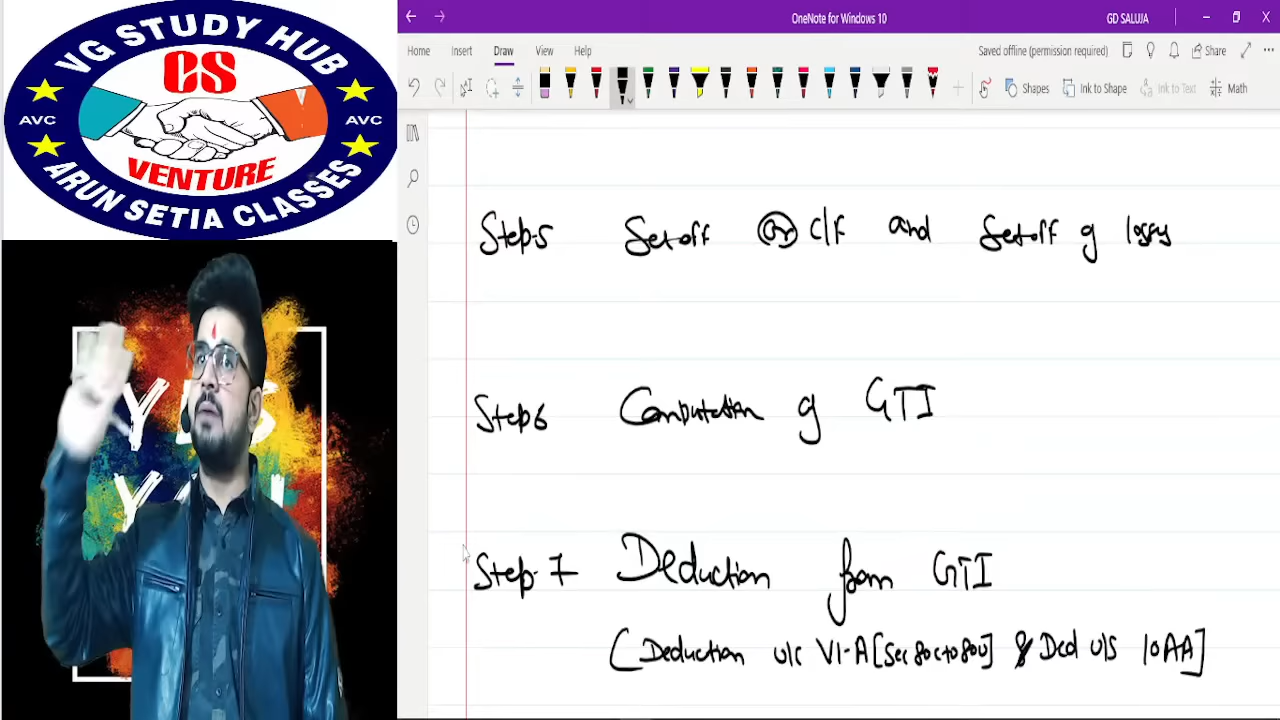 VG STUDY HUB
CS
AVC
AVC
VENTURE
ARUN SETIA CLASSES
OneNote for Windows 10
GD SALUJA
Home Insert Draw View Help
Saved offline (permission required)
Share
Shapes
Ink to Shape
Ink to Text
Math
Step-5 Setoff or C/F and Setoff of losses
Step 6 Computation of GTI
Step-7 Deduction from GTI
(Deduction u/c VI-A [Sec 80C to 80U] & Ded u/s 10AA]